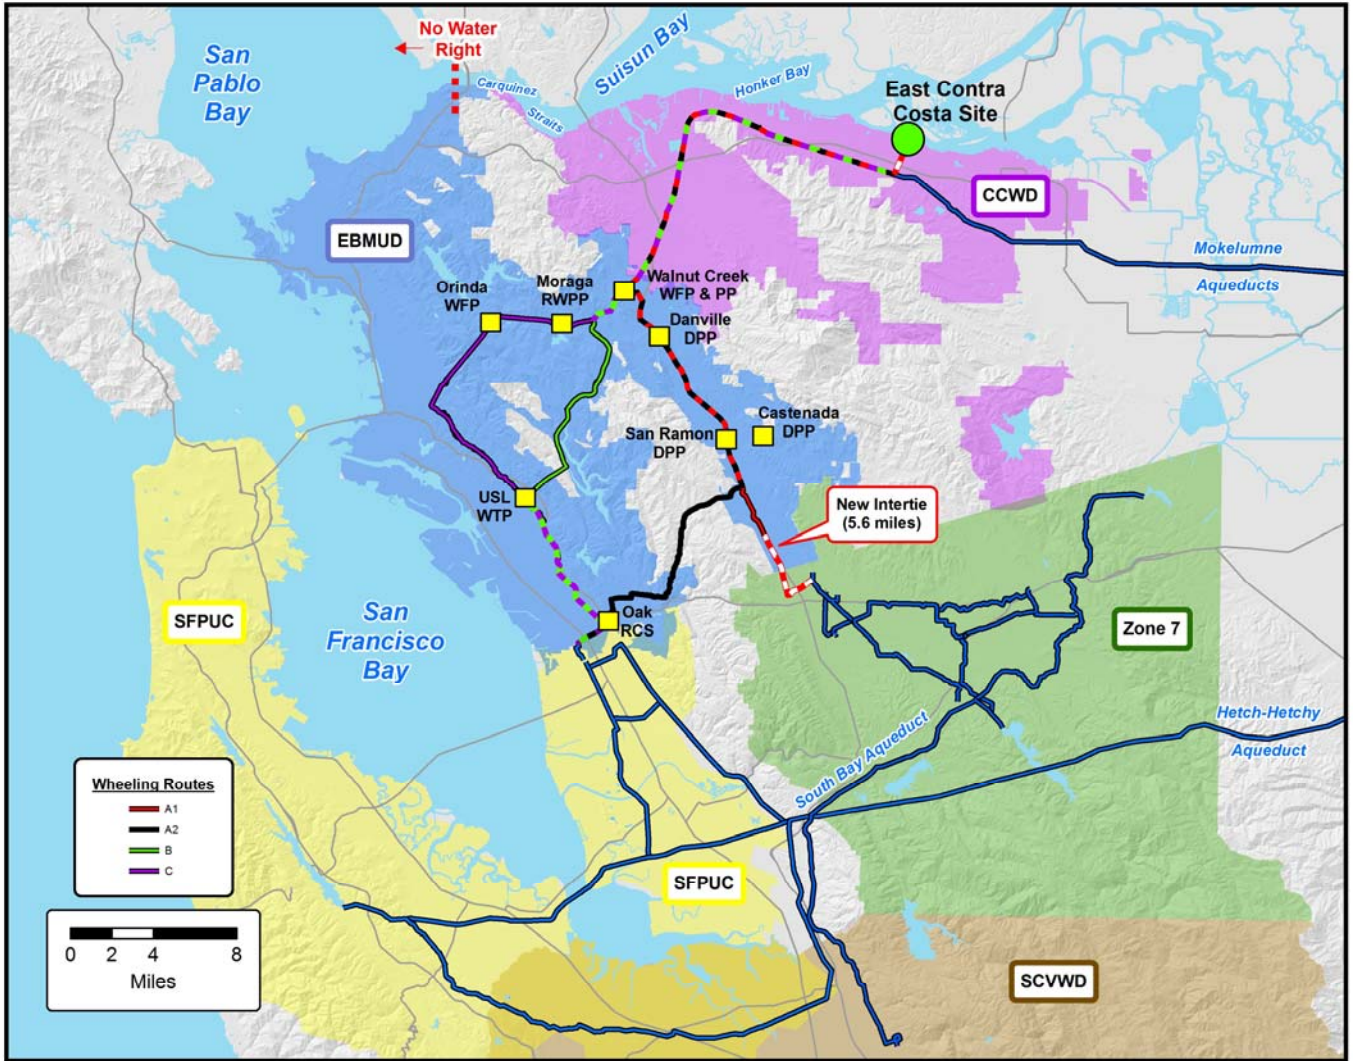 No Water
Right
San
Pablo
Bay
Suisun Bay
Carquinez
Straits
Honker Bay
East Contra
Costa Site
CCWD
EBMUD
Mokelumne
Aqueducts
Orinda
WFP
Moraga
RWPP
Walnut Creek
WFP & PP
Danville
DPP
Castenada
DPP
San Ramon
DPP
USL
WTP
New Intertie
(5.6 miles)
Oak
RCS
SFPUC
San
Francisco
Bay
Zone 7
Hetch-Hetchy
Aqueduct
South Bay Aqueduct
Wheeling Routes
A1
A2
B
C
SFPUC
0 2 4 8
Miles
SCVWD